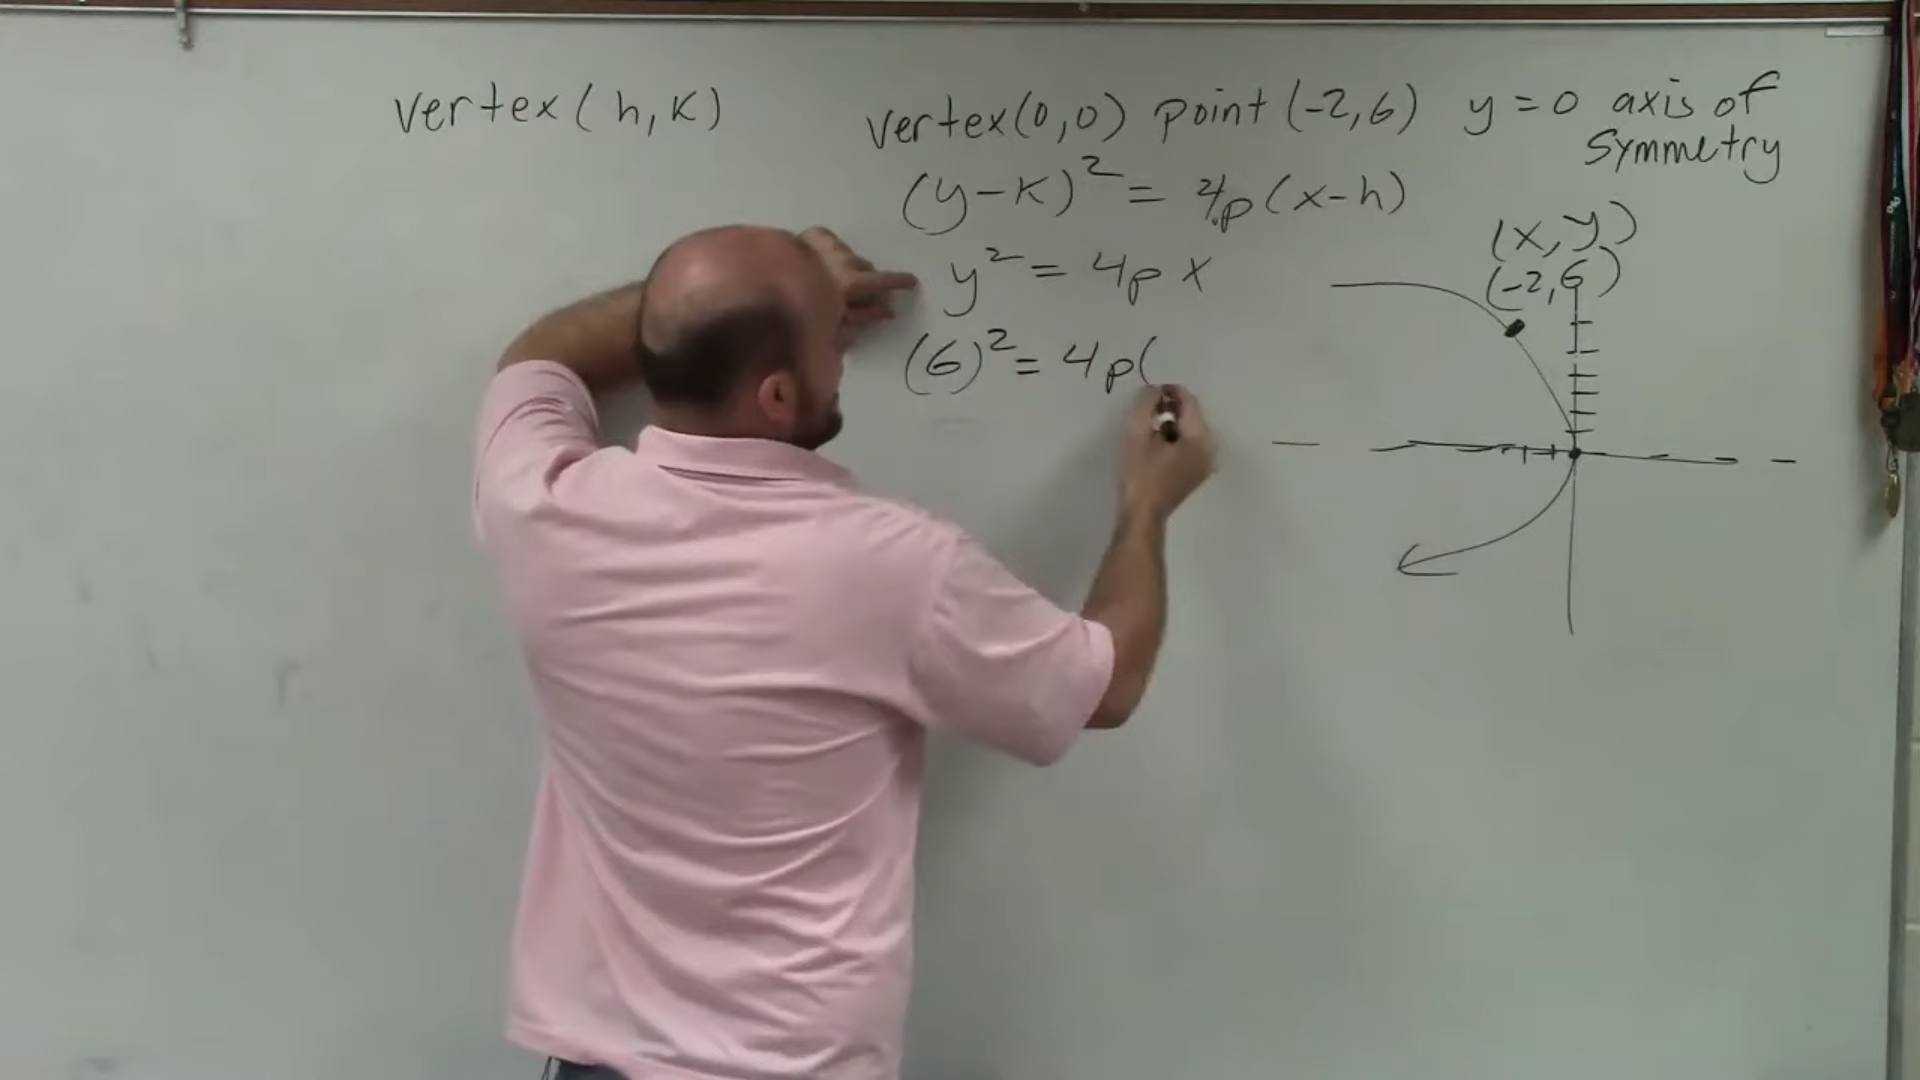 vertex (h,k)
vertex (0,0) point (-2,6) y = 0 axis of
symmetry
(y-k)² = 4p(x-h)
y² = 4px
(6)² = 4p(
(x,y)
(-2,6)